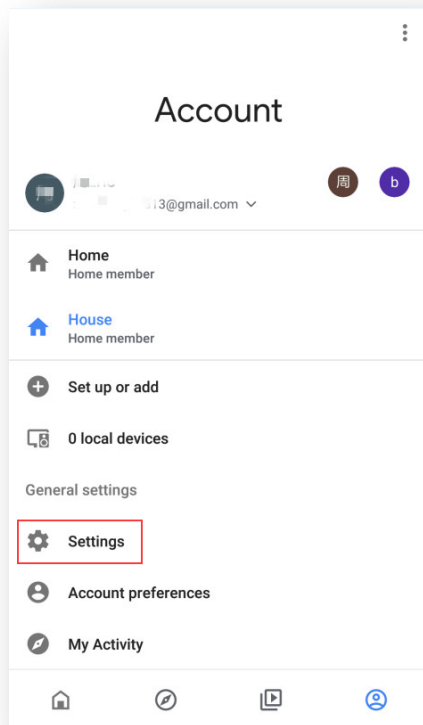 Account
周
b
13@gmail.com
Home
Home member
House
Home member
Set up or add
0 local devices
General settings
Settings
Account preferences
My Activity